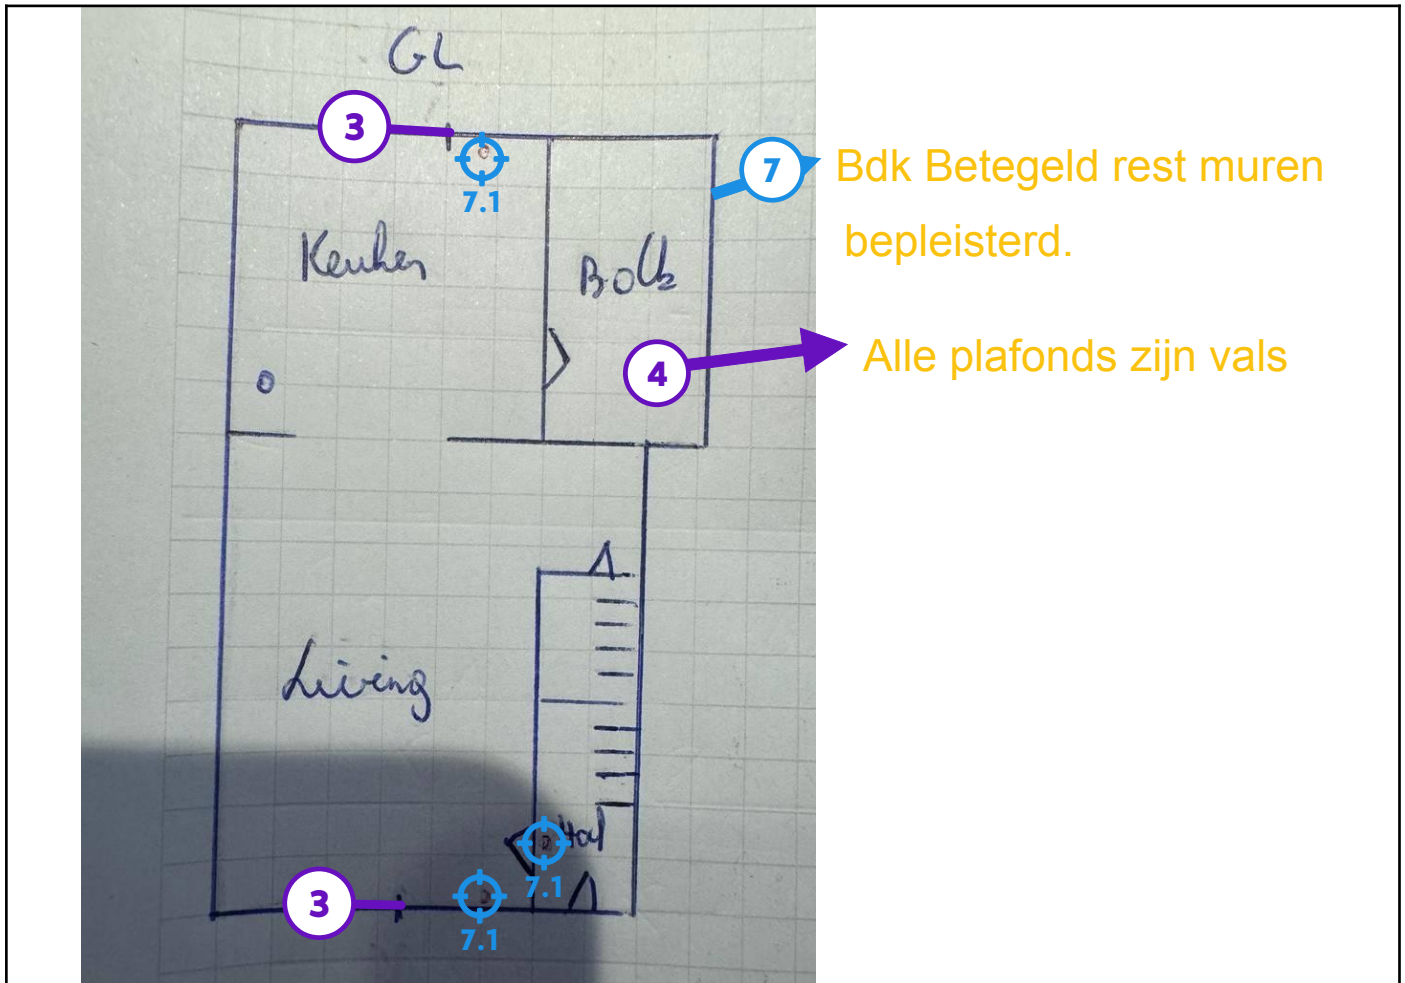 GL
3
7.1
7
Bdk Betegeld rest muren
bepleisterd.
Keuken
4
Alle plafonds zijn vals
Living
Hal
7.1
3
7.1